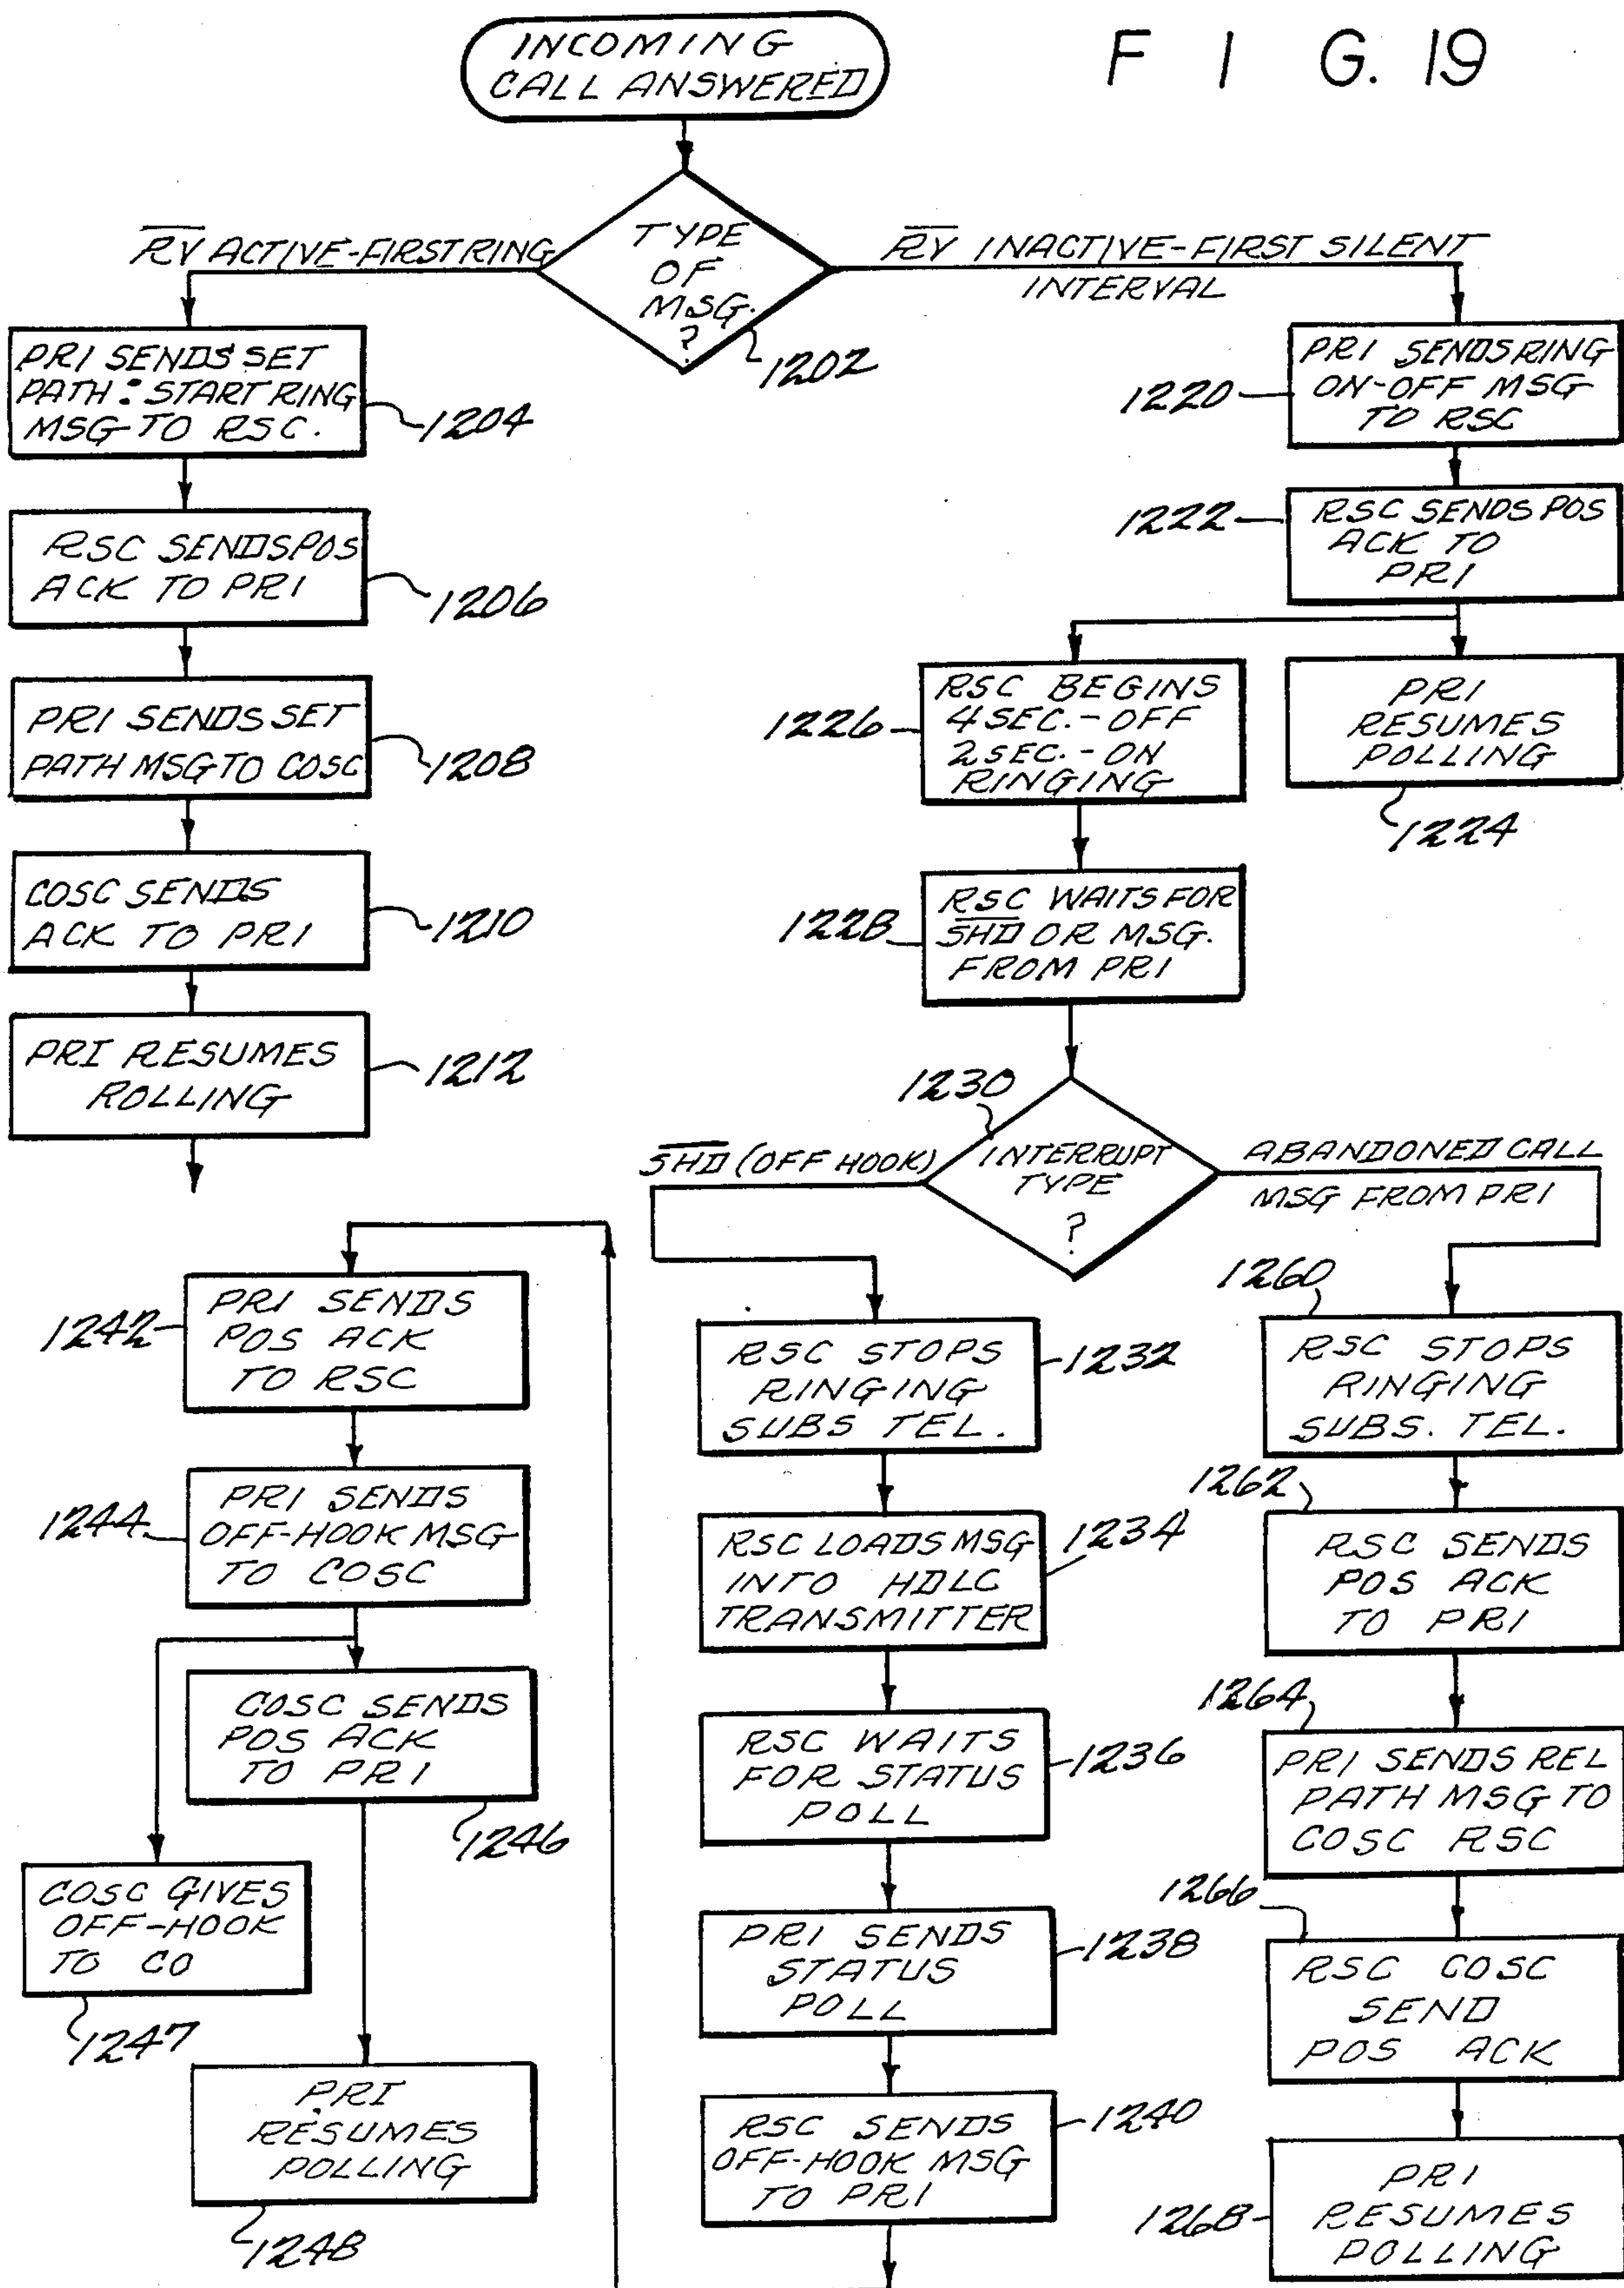 F I G. 19
INCOMING
CALL ANSWERED
TYPE
OF
MSG.
?
1202
RV ACTIVE-FIRST RING
RV INACTIVE-FIRST SILENT
INTERVAL
PRI SENDS SET
PATH: START RING
MSG TO RSC.
1204
RSC SENDS POS
ACK TO PRI
1206
PRI SENDS SET
PATH MSG TO COSC
1208
COSC SENDS
ACK TO PRI
1210
PRI RESUMES
ROLLING
1212
PRI SENDS RING
ON-OFF MSG
TO RSC
1220
RSC SENDS POS
ACK TO
PRI
1222
PRI
RESUMES
POLLING
1224
RSC BEGINS
4 SEC.-OFF
2 SEC.-ON
RINGING
1226
RSC WAITS FOR
SHD OR MSG.
FROM PRI
1228
1230
INTERRUPT
TYPE
?
SHD (OFF HOOK)
ABANDONED CALL
MSG FROM PRI
RSC STOPS
RINGING
SUBS TEL.
1232
RSC LOADS MSG
INTO HDLC
TRANSMITTER
1234
RSC WAITS
FOR STATUS
POLL
1236
PRI SENDS
STATUS
POLL
1238
RSC SENDS
OFF-HOOK MSG
TO PRI
1240
PRI SENDS
POS ACK
TO RSC
1242
PRI SENDS
OFF-HOOK MSG
TO COSC
1244
COSC SENDS
POS ACK
TO PRI
1246
COSC GIVES
OFF-HOOK
TO CO
1247
PRI
RESUMES
POLLING
1248
1260
RSC STOPS
RINGING
SUBS. TEL.
1262
RSC SENDS
POS ACK
TO PRI
1264
PRI SENDS REL
PATH MSG TO
COSC RSC
1266
RSC COSC
SEND
POS ACK
1268
PRI
RESUMES
POLLING